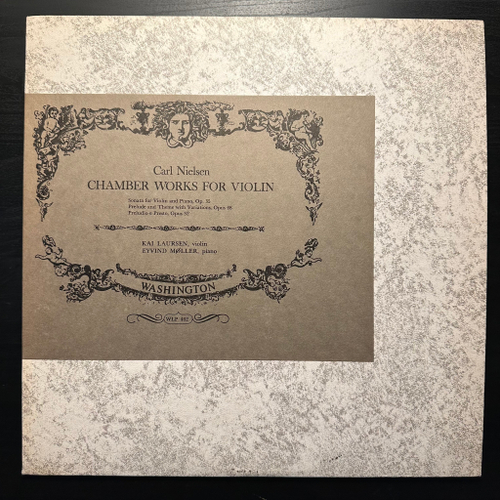 Carl Nielsen
CHAMBER WORKS FOR VIOLIN
Sonata for Violin and Piano, Op. 35
Prelude and Theme with Variations, Opus 48
Preludio e Presto, Opus 52
KAI LAURSEN, violin
EYVIND MØLLER, piano
WASHINGTON
WLP